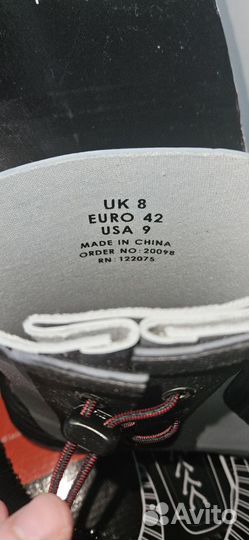 UK 8
EURO 42
USA 9
MADE IN CHINA
ORDER NO:20098
RN:122075
Avito